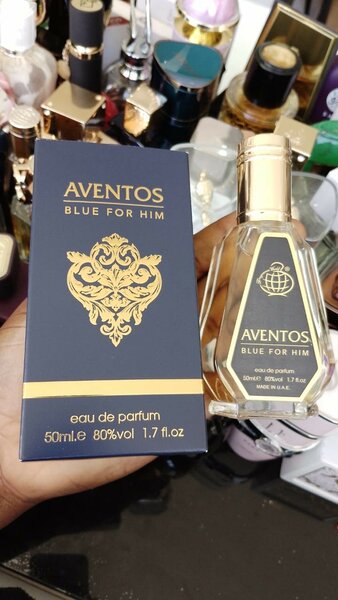 AVENTOS
BLUE FOR HIM
eau de parfum
50ml.e 80%vol 1.7 fl.oz
AVENTOS
BLUE FOR HIM
eau de parfum
50ml.e 80%vol 1.7 fl.oz
MADE IN U.A.E.